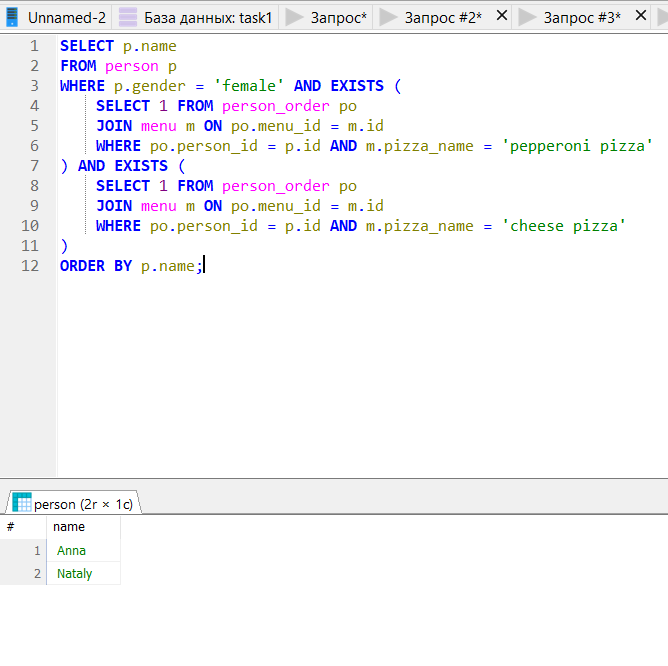 Unnamed-2 База данных: task1 Запрос* Запрос #2* Запрос #3*
1 SELECT p.name
2 FROM person p
3 WHERE p.gender = 'female' AND EXISTS (
4 SELECT 1 FROM person_order po
5 JOIN menu m ON po.menu_id = m.id
6 WHERE po.person_id = p.id AND m.pizza_name = 'pepperoni pizza'
7 ) AND EXISTS (
8 SELECT 1 FROM person_order po
9 JOIN menu m ON po.menu_id = m.id
10 WHERE po.person_id = p.id AND m.pizza_name = 'cheese pizza'
11 )
12 ORDER BY p.name;
person (2r × 1c)
# name
1 Anna
2 Nataly